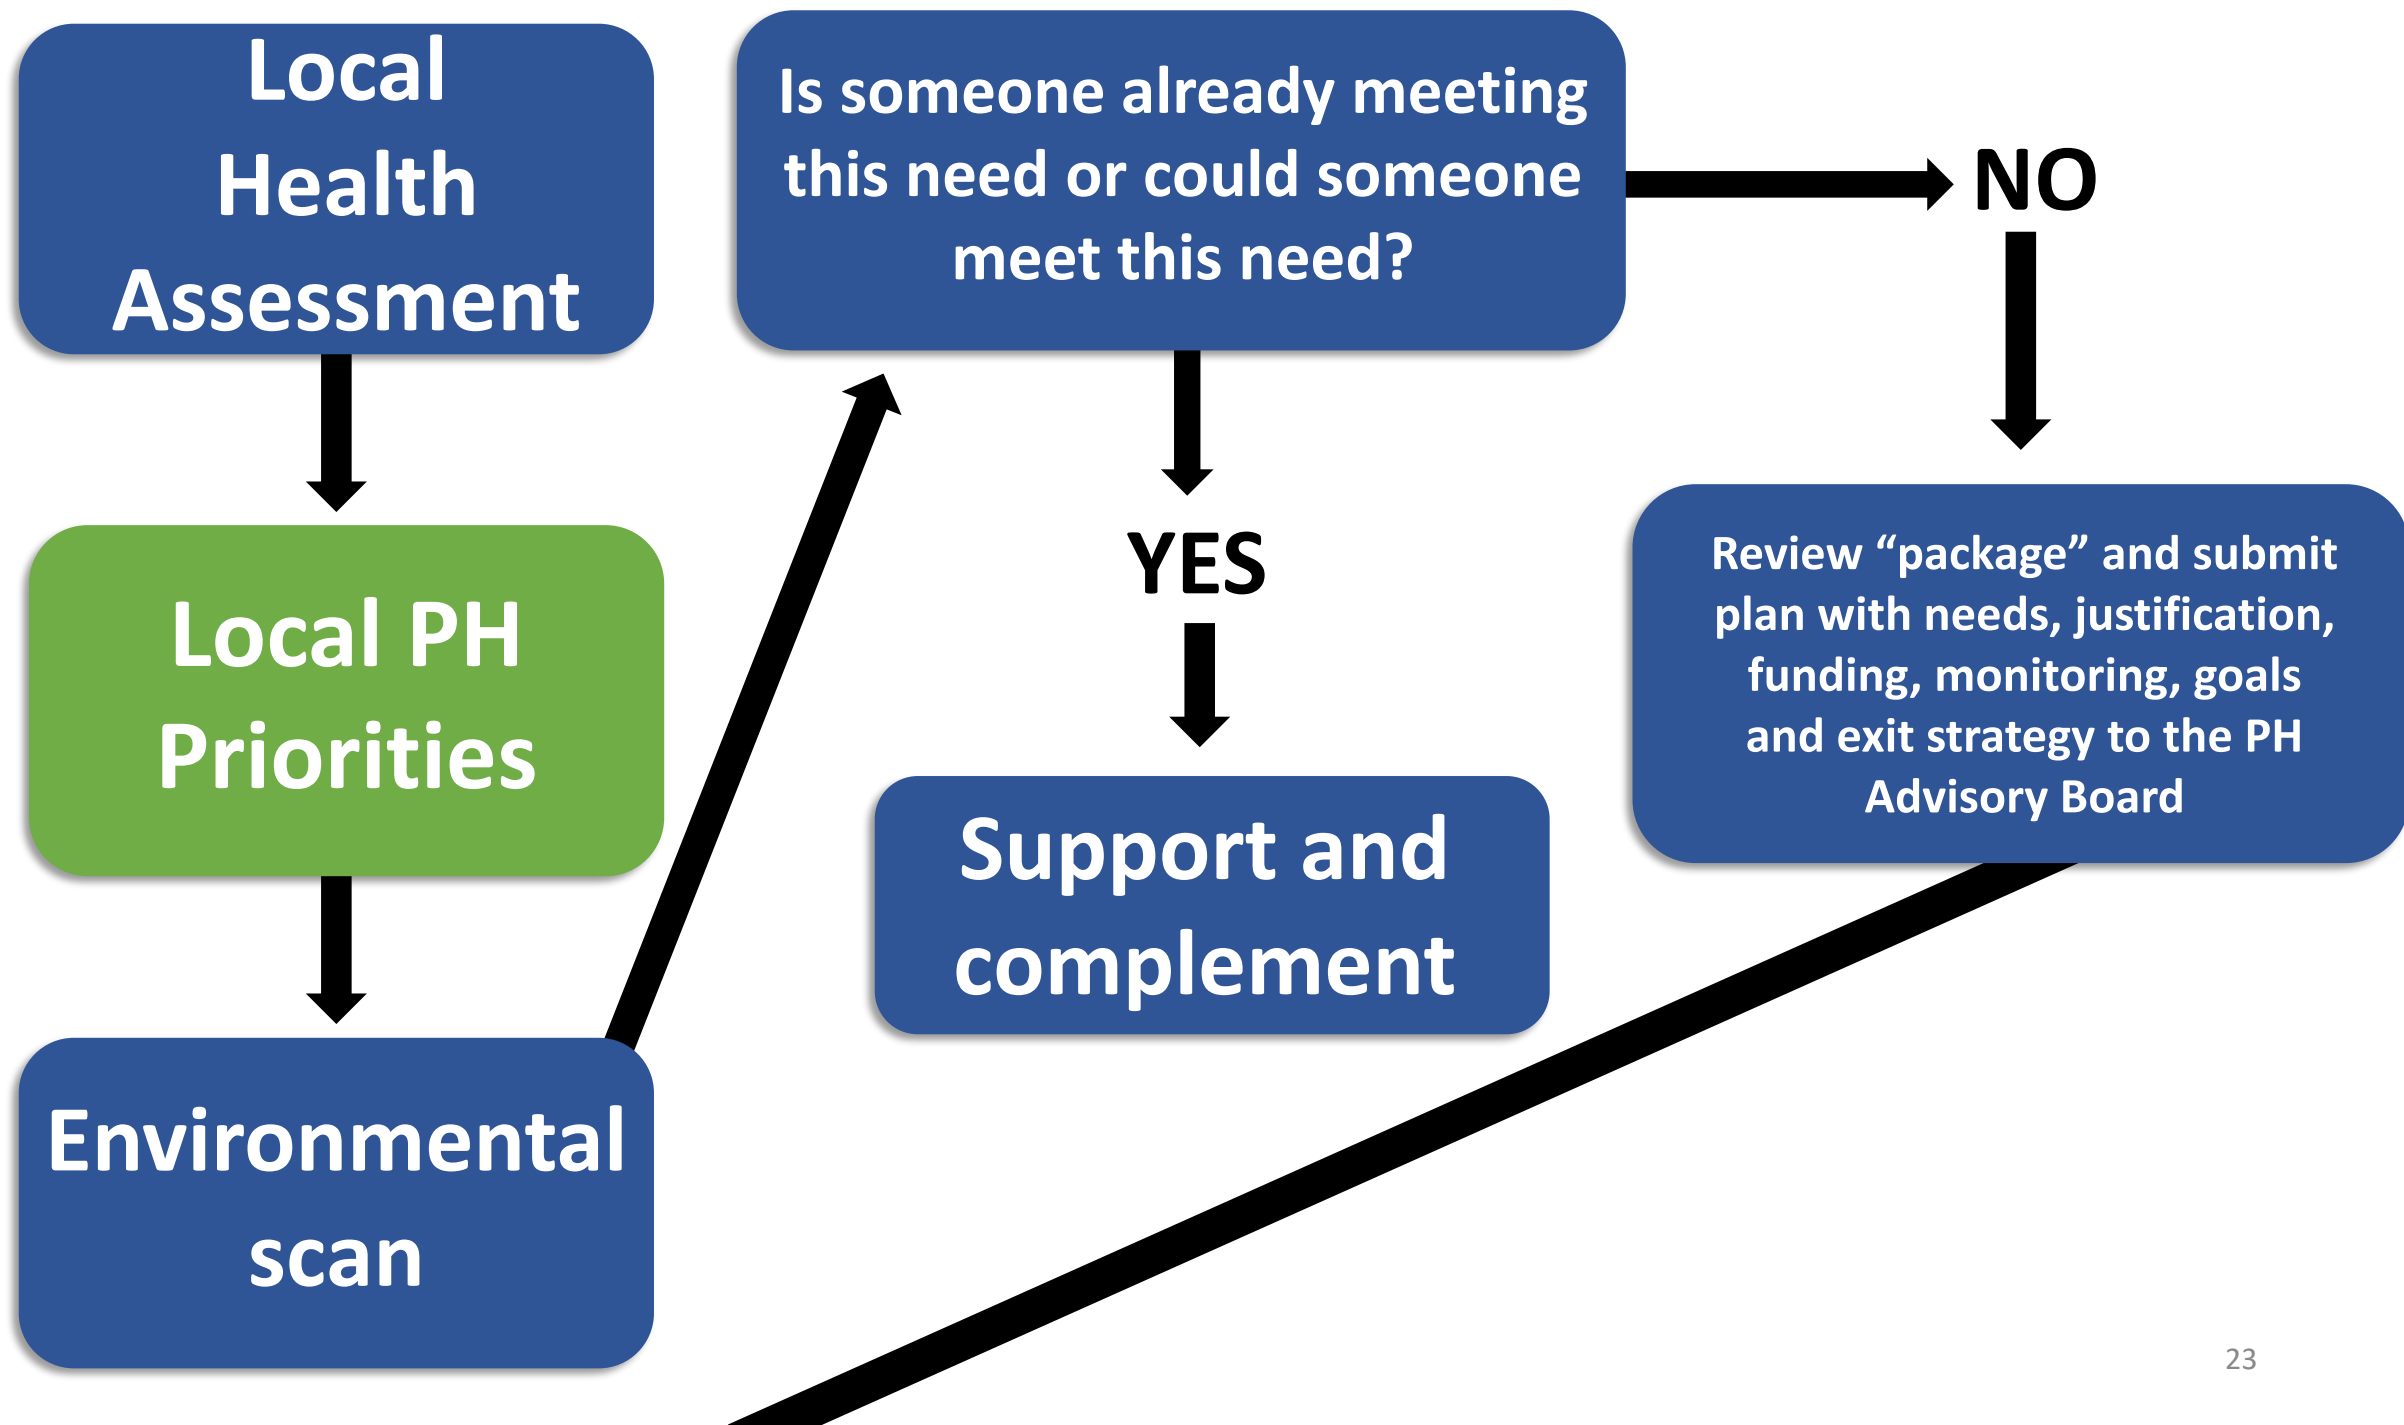 Local
Health
Assessment
Local PH
Priorities
Environmental
scan
Is someone already meeting
this need or could someone
meet this need?
YES
Support and
complement
NO
Review “package” and submit
plan with needs, justification,
funding, monitoring, goals
and exit strategy to the PH
Advisory Board
23